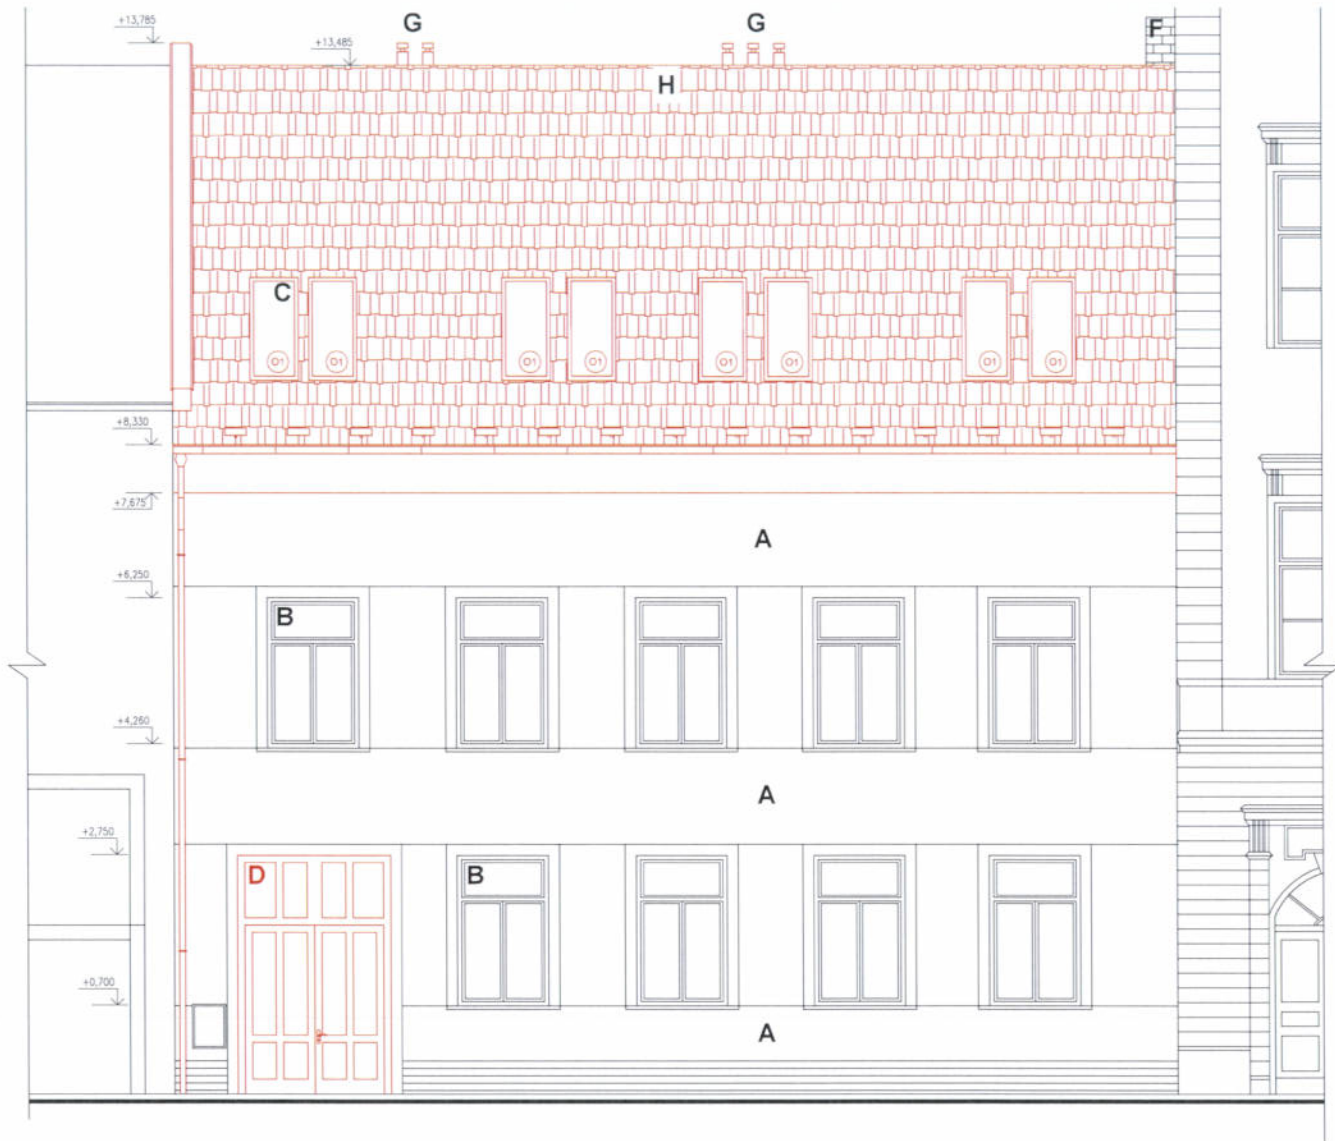 G G F
+13,785
+13,485
H
C
O1 O1 O1 O1 O1 O1 O1 O1
+8,330
+7,675
A
+6,250
B
+4,260
A
+2,750
D B
+0,700
A